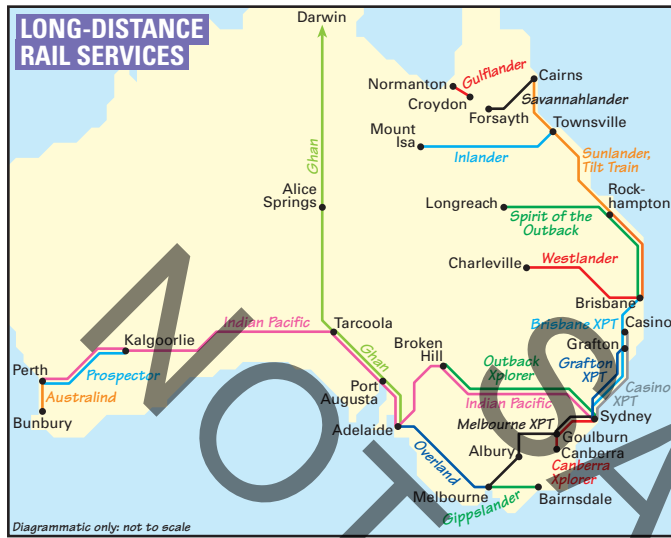 LONG-DISTANCE
RAIL SERVICES
Darwin
Normanton
Gulflander
Cairns
Croydon
Savannahlander
Forsayth
Mount
Isa
Townsville
Inlander
Sunlander,
Tilt Train
Ghan
Alice
Springs
Longreach
Rock-
hampton
Spirit of the
Outback
Charleville
Westlander
Brisbane
Brisbane XPT
Casino
Indian Pacific
Tarcoola
Kalgoorlie
Grafton
Grafton
XPT
Broken
Hill
Outback
Xplorer
Ghan
Perth
Prospector
Port
Augusta
Casino
XPT
Australind
Indian Pacific
Bunbury
Adelaide
Melbourne XPT
Sydney
Goulburn
Albury
Canberra
Overland
Canberra
Xplorer
Melbourne
Gippslander
Bairnsdale
Diagrammatic only: not to scale